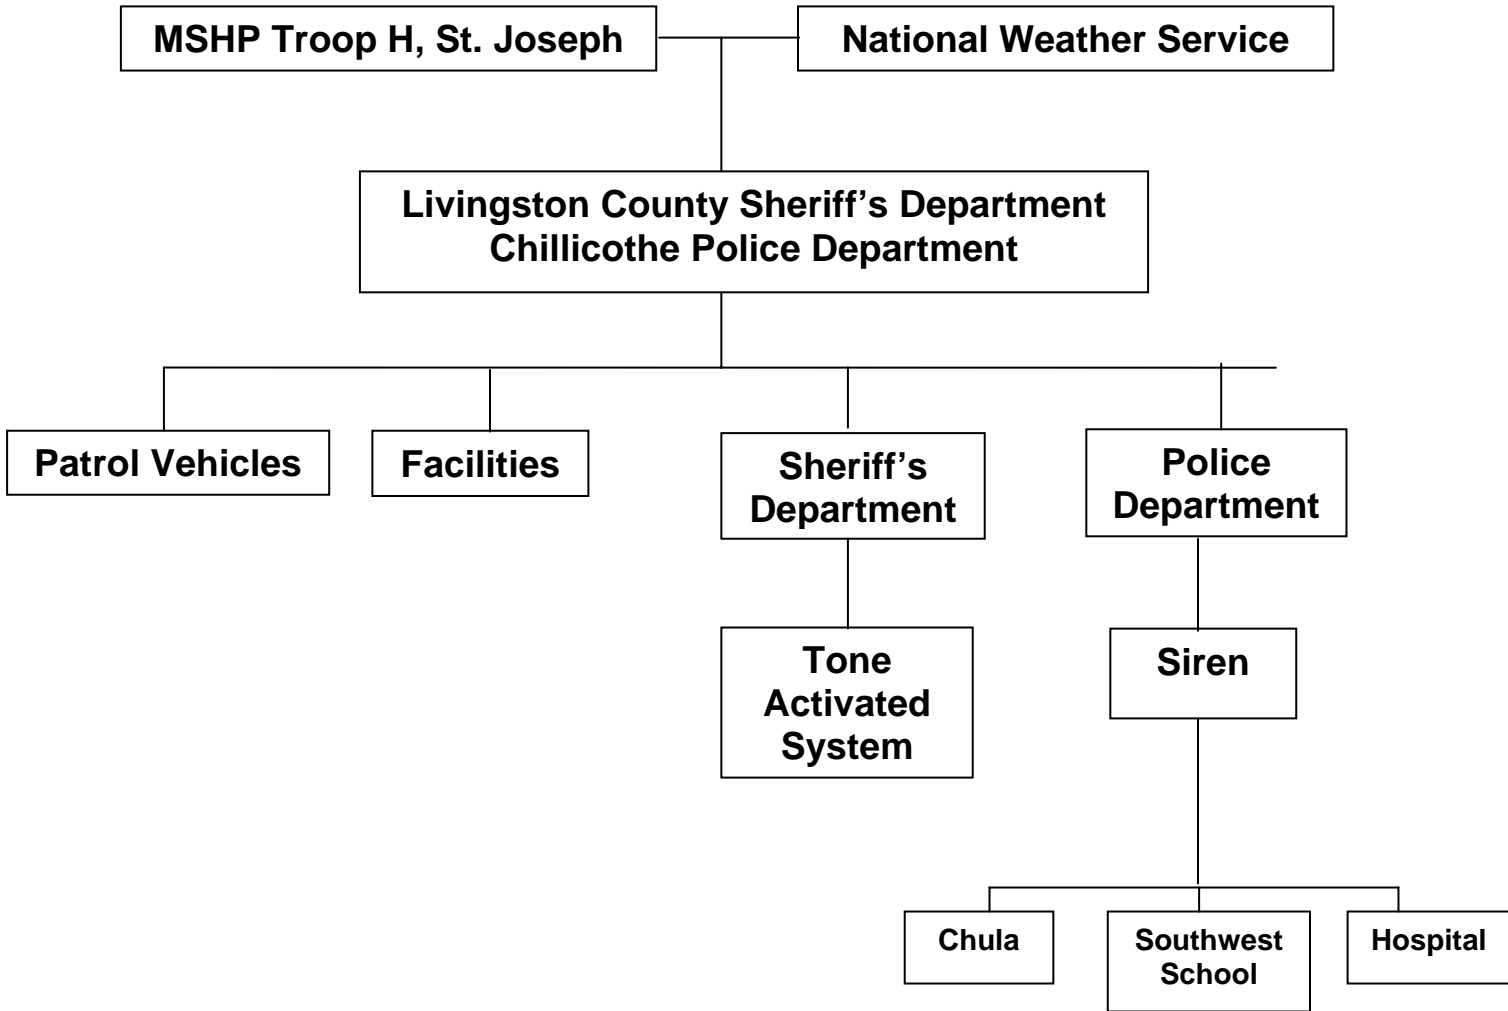 MSHP Troop H, St. Joseph
National Weather Service
Livingston County Sheriff’s Department
Chillicothe Police Department
Patrol Vehicles
Facilities
Sheriff’s
Department
Police
Department
Tone
Activated
System
Siren
Chula
Southwest
School
Hospital